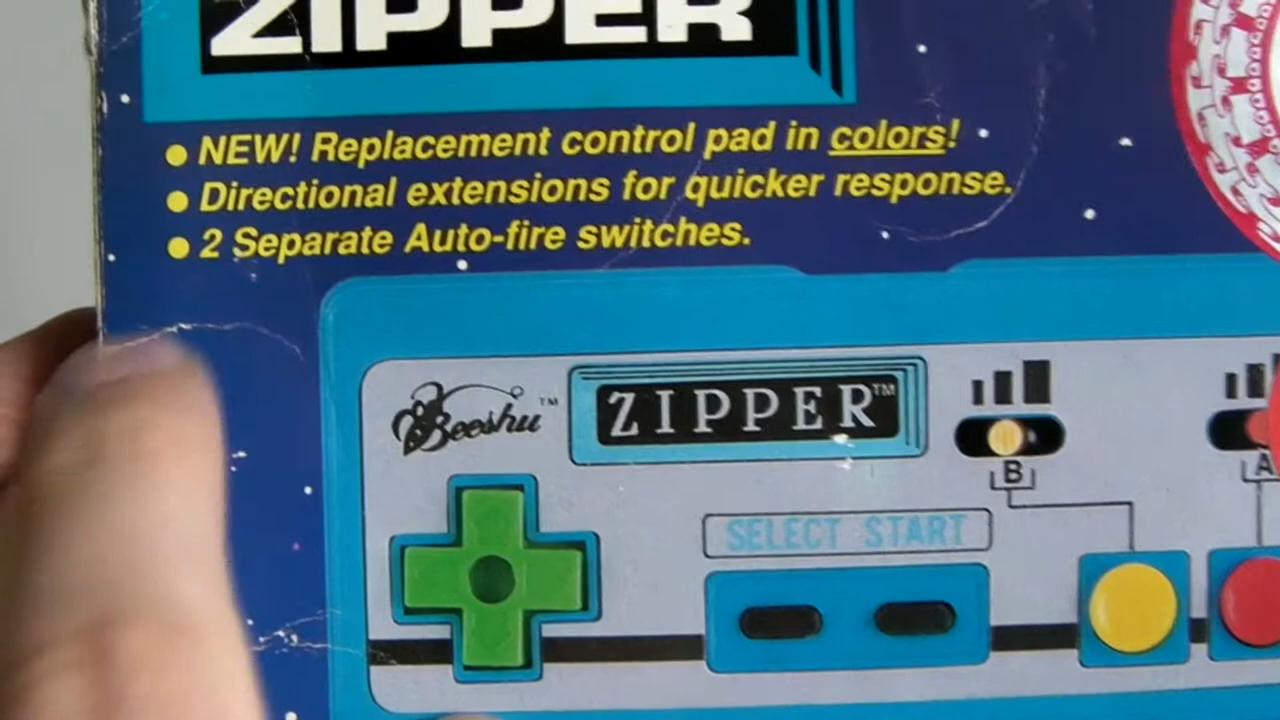 ZIPPER
● NEW! Replacement control pad in colors!
● Directional extensions for quicker response.
● 2 Separate Auto-fire switches.
Beeshu™
ZIPPER™
B
A
SELECT START